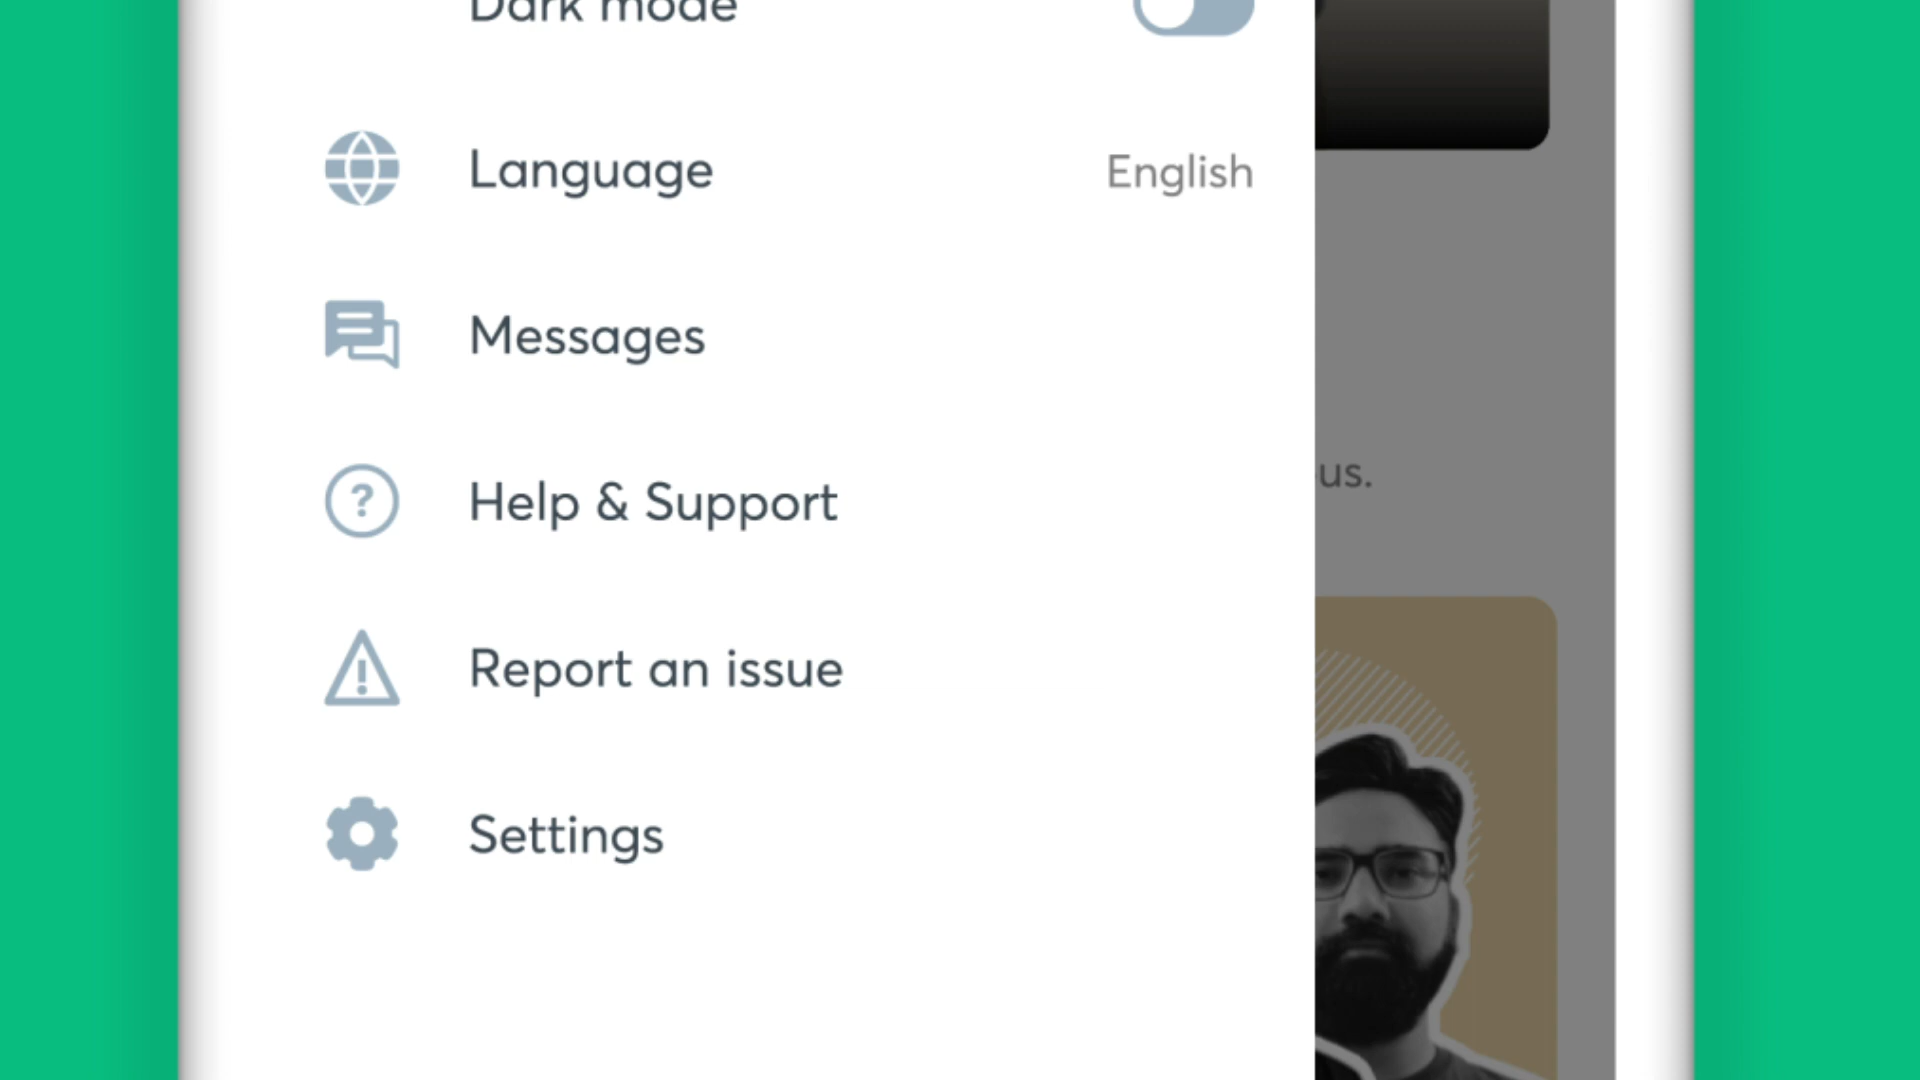 Dark mode
Language English
Messages
us.
Help & Support
Report an issue
Settings